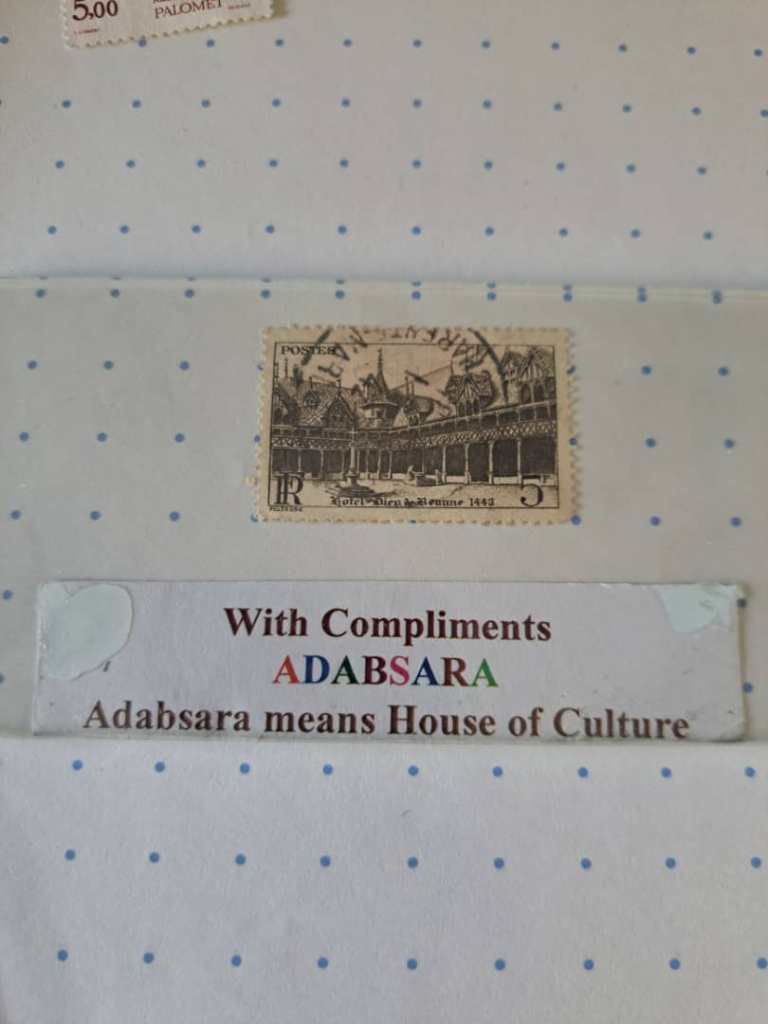 5,00
PALOMET
POSTES
RF
Hotel-Dieu de Beaune 1443
5
With Compliments
ADABSARA
Adabsara means House of Culture